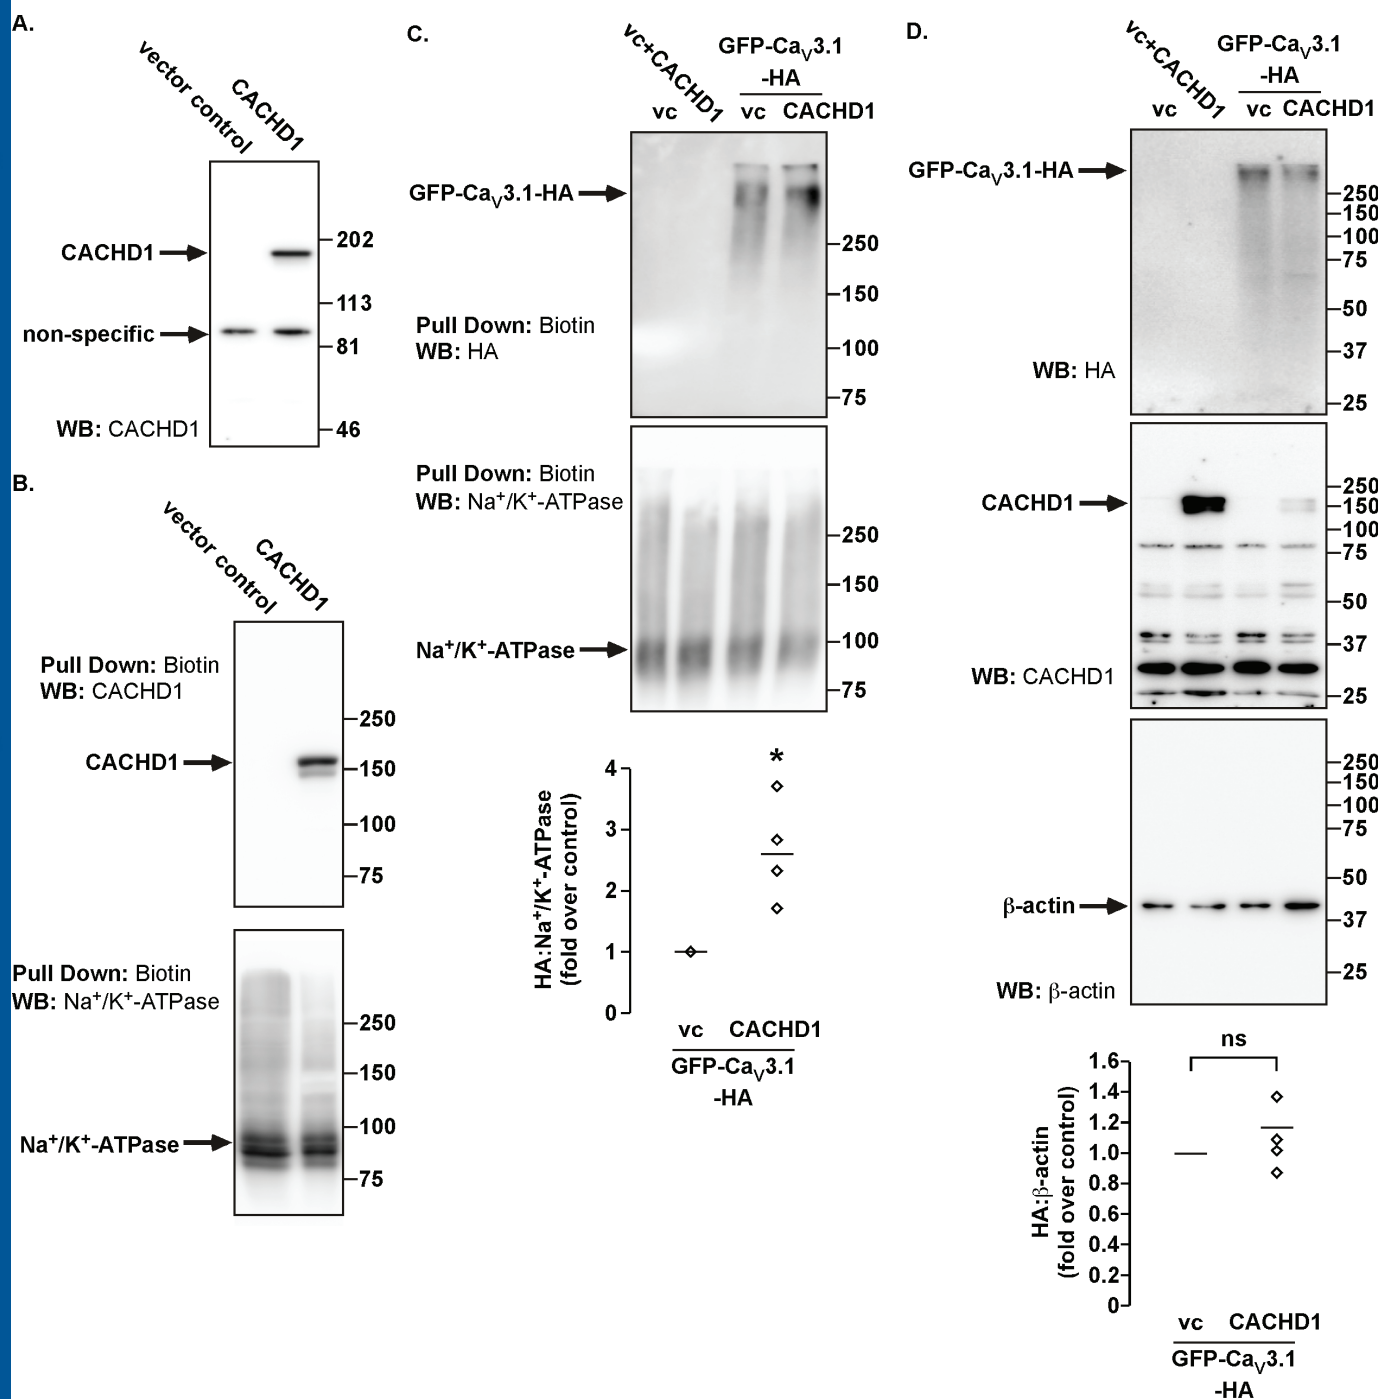 A.
vector control
CACHD1
CACHD1
non-specific
202
113
81
46
WB: CACHD1
B.
vector control
CACHD1
Pull Down: Biotin
WB: CACHD1
CACHD1
250
150
100
75
Pull Down: Biotin
WB: Na+/K+-ATPase
Na+/K+-ATPase
250
150
100
75
C.
vc
vc+CACHD1
GFP-CaV3.1
-HA
vc CACHD1
GFP-CaV3.1-HA
Pull Down: Biotin
WB: HA
250
150
100
75
Pull Down: Biotin
WB: Na+/K+-ATPase
Na+/K+-ATPase
250
150
100
75
HA:Na+/K+-ATPase
(fold over control)
4
3
2
1
0
*
vc CACHD1
GFP-CaV3.1
-HA
D.
vc
vc+CACHD1
GFP-CaV3.1
-HA
vc CACHD1
GFP-CaV3.1-HA
WB: HA
250
150
100
75
50
37
25
CACHD1
WB: CACHD1
250
150
100
75
50
37
25
β-actin
WB: β-actin
250
150
100
75
50
37
25
HA:β-actin
(fold over control)
1.6
1.4
1.2
1.0
0.8
0.6
0.4
0.2
0
ns
vc CACHD1
GFP-CaV3.1
-HA